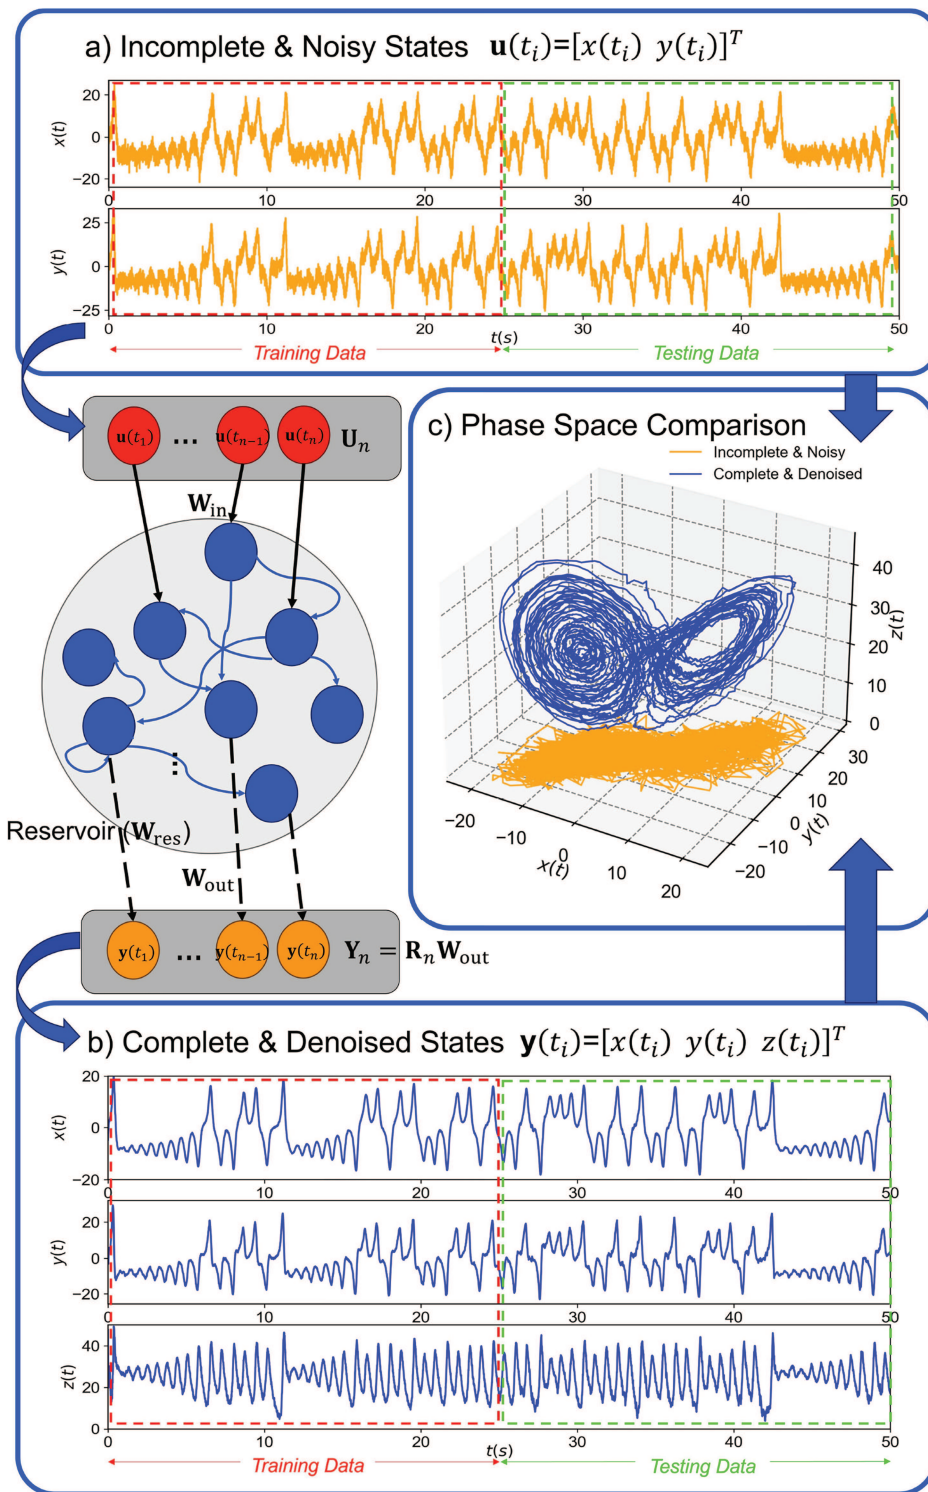 a) Incomplete & Noisy States u(tᵢ)=[x(tᵢ) y(tᵢ)]ᵀ
x(t)
20
0
−20
0 10 20 30 40 50
y(t)
25
0
−25
0 10 20 30 40 50
t(s)
Training Data
Testing Data
u(t₁) ... u(tₙ₋₁) u(tₙ) Uₙ
W_in
Reservoir (W_res)
⋮
W_out
y(t₁) ... y(tₙ₋₁) y(tₙ) Yₙ = RₙW_out
c) Phase Space Comparison
Incomplete & Noisy
Complete & Denoised
z(t)
40
30
20
10
0
x(t)
−20 −10 0 10 20
y(t)
−20 −10 0 10 20 30
b) Complete & Denoised States y(tᵢ)=[x(tᵢ) y(tᵢ) z(tᵢ)]ᵀ
x(t)
20
0
−20
0 10 20 30 40 50
y(t)
20
0
−20
0 10 20 30 40 50
z(t)
40
20
0
0 10 20 30 40 50
t(s)
Training Data
Testing Data